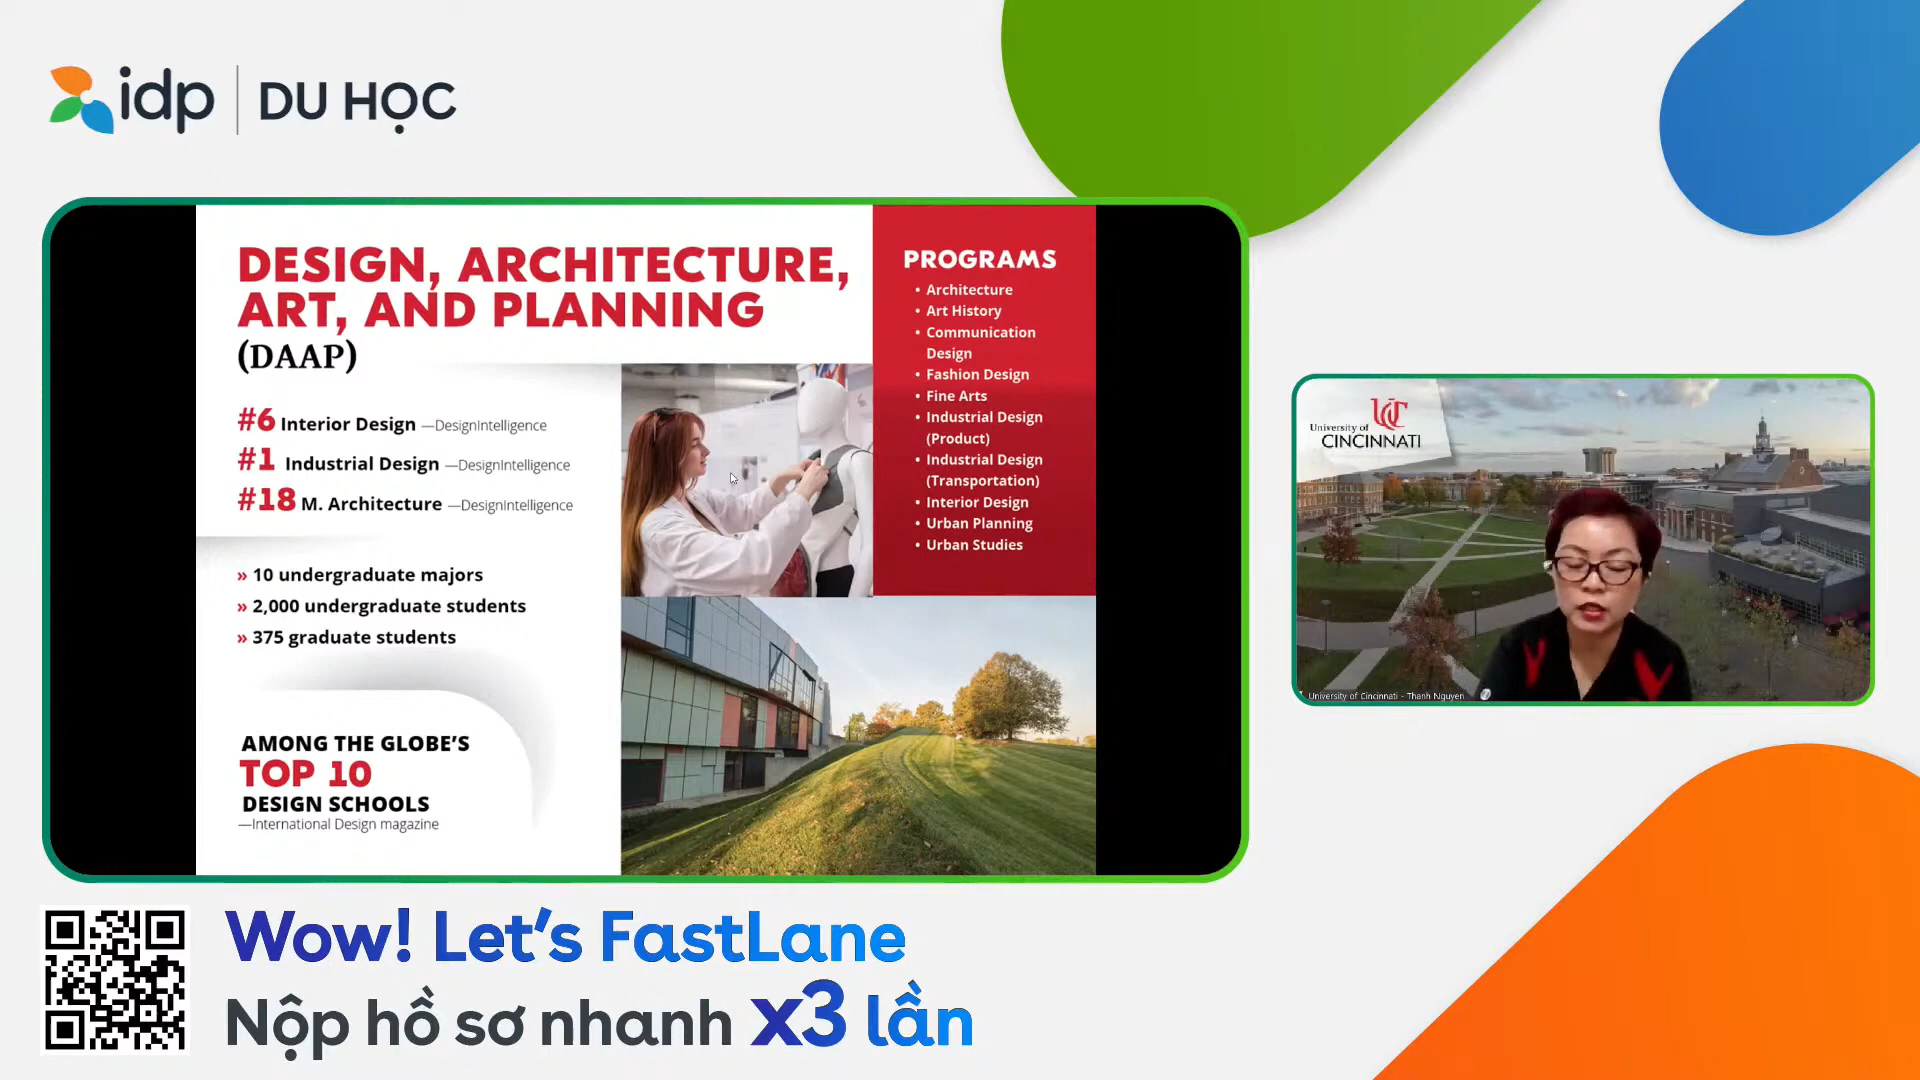 idp | DU HỌC
DESIGN, ARCHITECTURE,
ART, AND PLANNING
(DAAP)
#6 Interior Design —DesignIntelligence
#1 Industrial Design —DesignIntelligence
#18 M. Architecture —DesignIntelligence
» 10 undergraduate majors
» 2,000 undergraduate students
» 375 graduate students
AMONG THE GLOBE'S
TOP 10
DESIGN SCHOOLS
—International Design magazine
PROGRAMS
• Architecture
• Art History
• Communication
Design
• Fashion Design
• Fine Arts
• Industrial Design
(Product)
• Industrial Design
(Transportation)
• Interior Design
• Urban Planning
• Urban Studies
UC
University of
CINCINNATI
University of Cincinnati - Thanh Nguyen
Wow! Let's FastLane
Nộp hồ sơ nhanh x3 lần